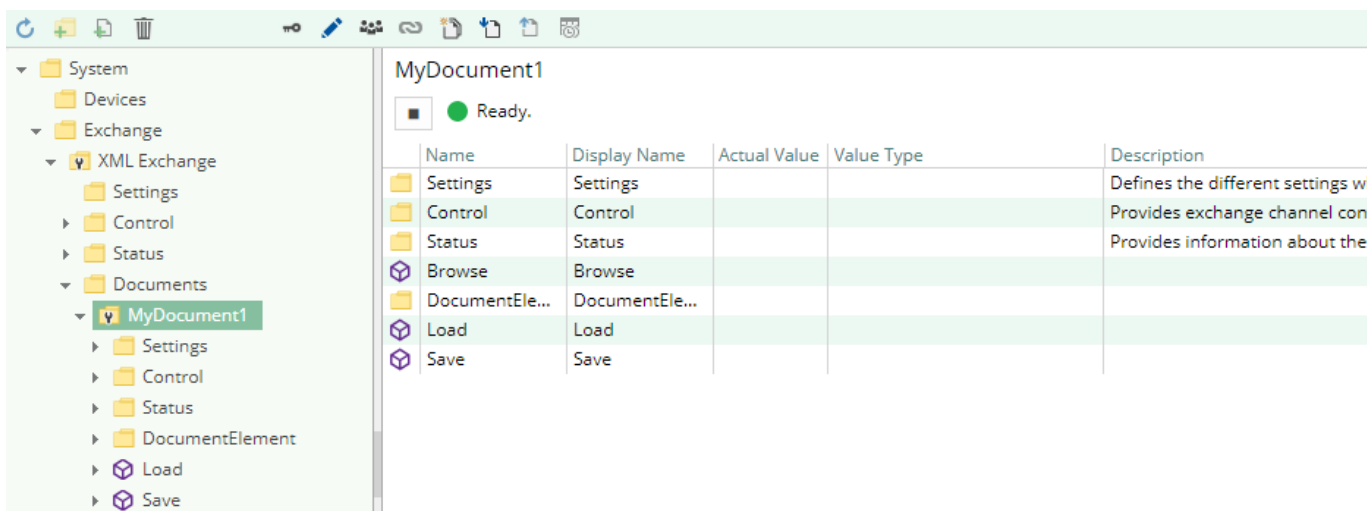 System
Devices
Exchange
XML Exchange
Settings
Control
Status
Documents
MyDocument1
Settings
Control
Status
DocumentElement
Load
Save
MyDocument1
Ready.
Name Display Name Actual Value Value Type Description
Settings Settings Defines the different settings w
Control Control Provides exchange channel con
Status Status Provides information about the
Browse Browse
DocumentEle... DocumentEle...
Load Load
Save Save